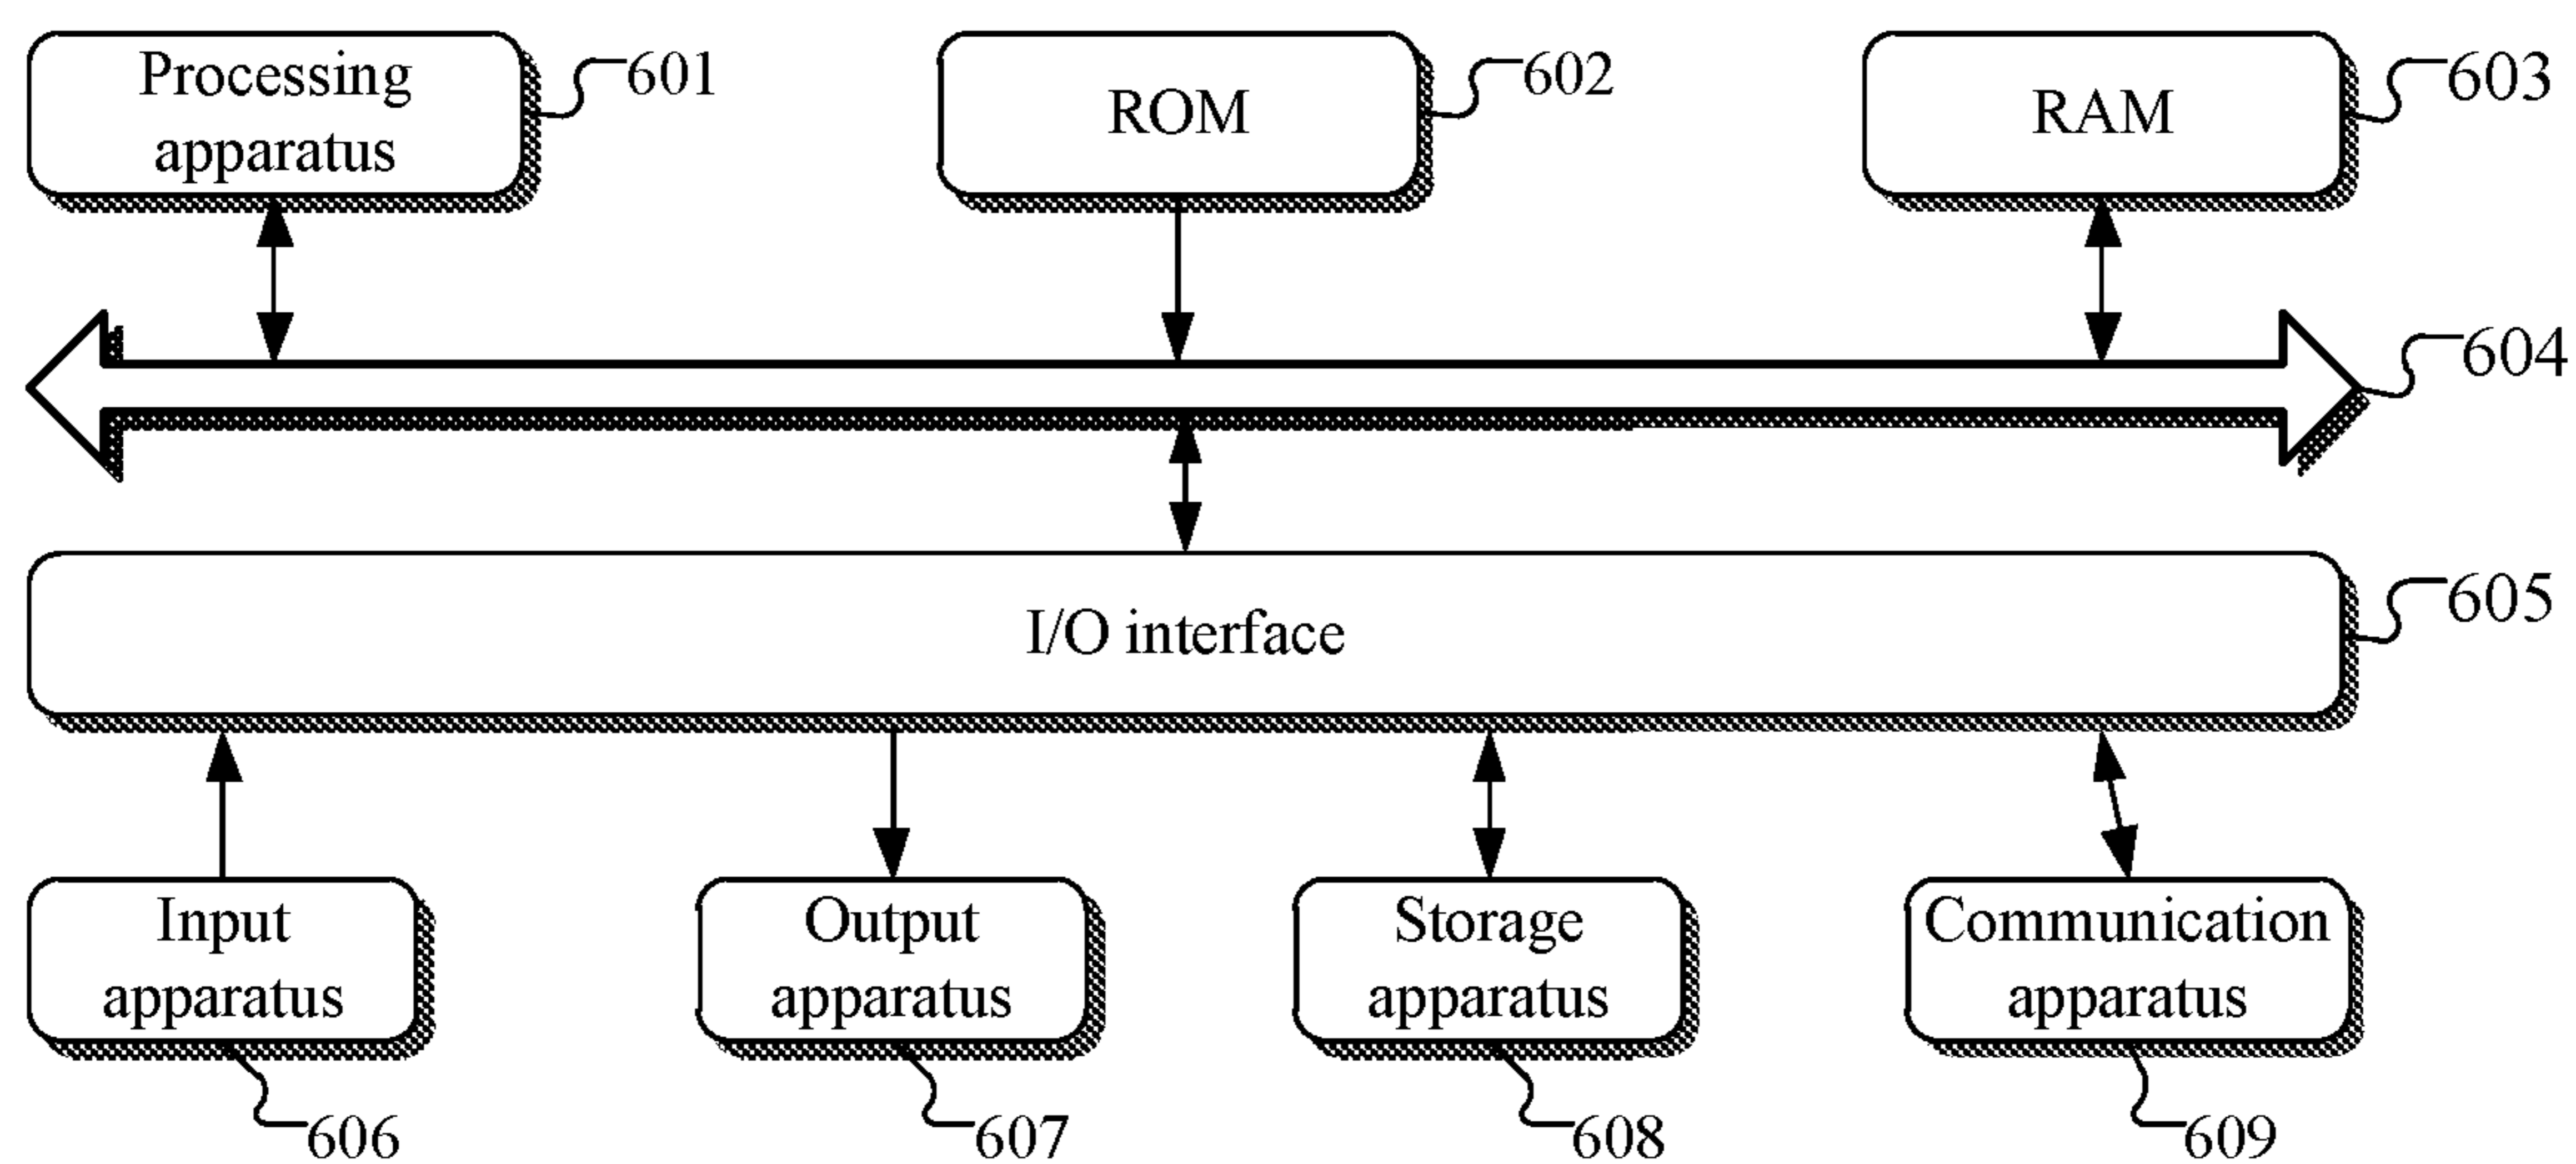 Processing
apparatus
601
ROM
602
RAM
603
604
I/O interface
605
Input
apparatus
606
Output
apparatus
607
Storage
apparatus
608
Communication
apparatus
609